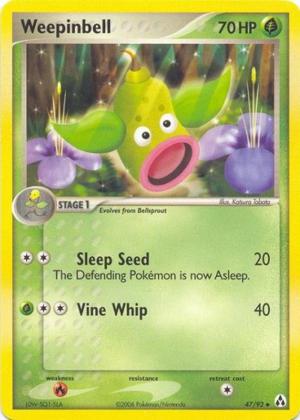 Weepinbell 70 HP
Illus. Katsura Tabata
STAGE 1
Evolves from Bellsprout
Sleep Seed 20
The Defending Pokémon is now Asleep.
Vine Whip 40
weakness resistance retreat cost
©2006 Pokémon/Nintendo 47/92